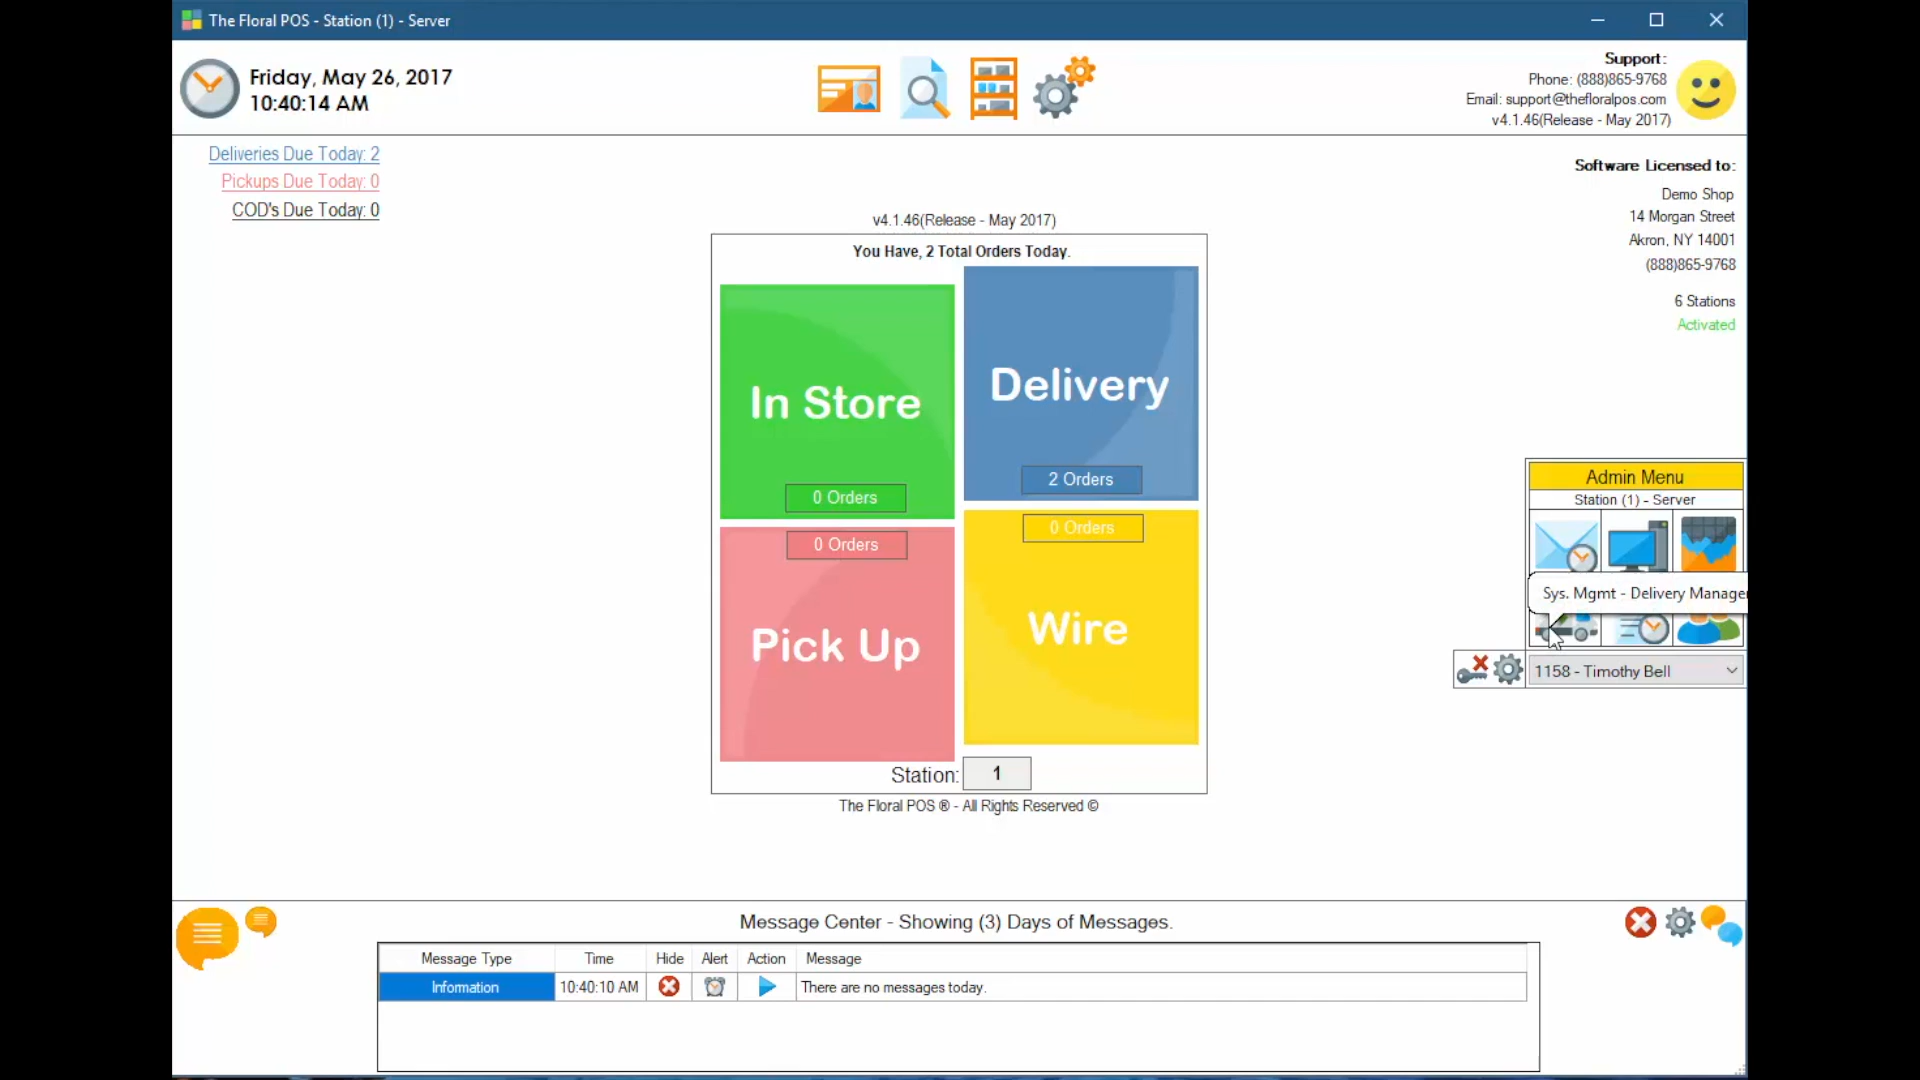 The Floral POS - Station (1) - Server
Friday, May 26, 2017
10:40:14 AM
Support:
Phone: (888)865-9768
Email: support@thefloralpos.com
v4.1.46(Release - May 2017)
Deliveries Due Today: 2
Pickups Due Today: 0
COD's Due Today: 0
Software Licensed to:
Demo Shop
14 Morgan Street
Akron, NY 14001
(888)865-9768
6 Stations
Activated
v4.1.46(Release - May 2017)
You Have, 2 Total Orders Today.
In Store
0 Orders
Delivery
2 Orders
0 Orders
Pick Up
0 Orders
Wire
Station: 1
The Floral POS ® - All Rights Reserved ©
Admin Menu
Station (1) - Server
Sys. Mgmt - Delivery Manage
1158 - Timothy Bell
Message Center - Showing (3) Days of Messages.
Message Type Time Hide Alert Action Message
Information 10:40:10 AM There are no messages today.